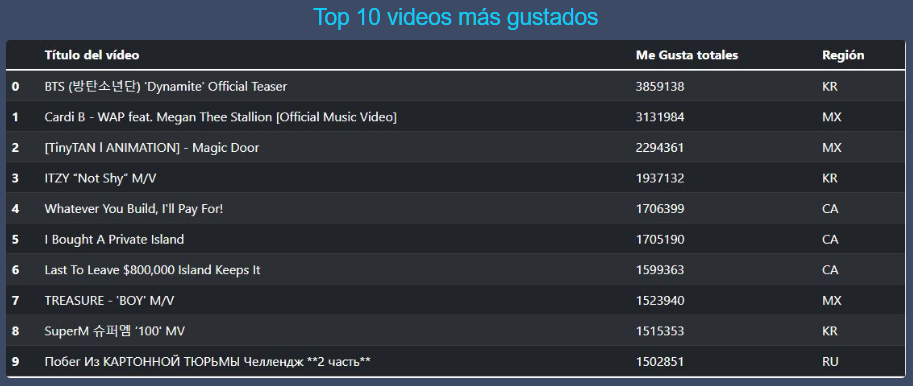 Top 10 videos más gustados
Título del vídeo Me Gusta totales Región
0 BTS (방탄소년단) 'Dynamite' Official Teaser 3859138 KR
1 Cardi B - WAP feat. Megan Thee Stallion [Official Music Video] 3131984 MX
2 [TinyTAN l ANIMATION] - Magic Door 2294361 MX
3 ITZY “Not Shy” M/V 1937132 KR
4 Whatever You Build, I'll Pay For! 1706399 CA
5 I Bought A Private Island 1705190 CA
6 Last To Leave $800,000 Island Keeps It 1599363 CA
7 TREASURE - 'BOY' M/V 1523940 MX
8 SuperM 슈퍼엠 ‘100’ MV 1515353 KR
9 Побег Из КАРТОННОЙ ТЮРЬМЫ Челлендж **2 часть** 1502851 RU